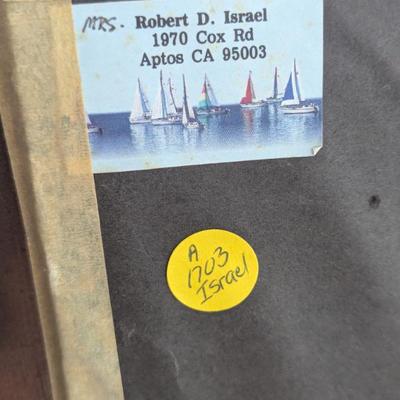 MRS. Robert D. Israel
1970 Cox Rd
Aptos CA 95003
A
1703
Israel